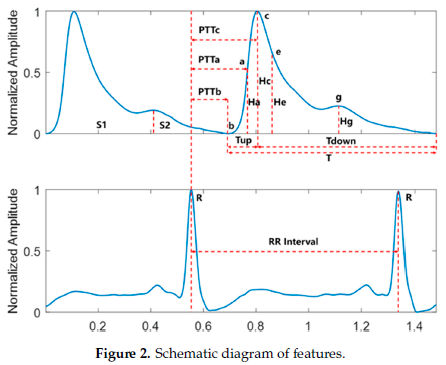 Normalized Amplitude
1
0.5
0
PTTc
PTTa
PTTb
a
b
c
e
g
Ha
Hc
He
Hg
S1
S2
Tup
Tdown
T
Normalized Amplitude
1
0.5
0
R
R
RR Interval
0.2
0.4
0.6
0.8
1
1.2
1.4
Figure 2. Schematic diagram of features.